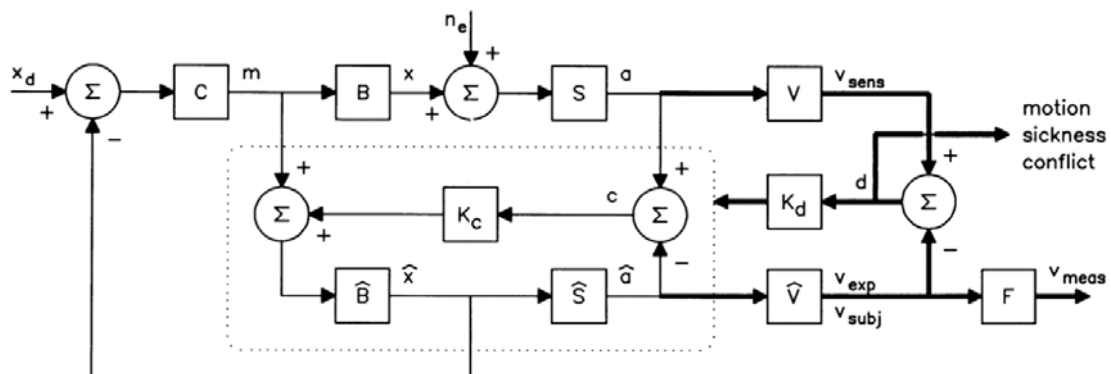 n_e
x_d + Σ − C m B x + + Σ S a V v_sens
motion
sickness
conflict
+ Σ + K_c c + Σ − K_d d + Σ −
B̂ x̂ Ŝ â V̂ v_exp
v_subj
F v_meas